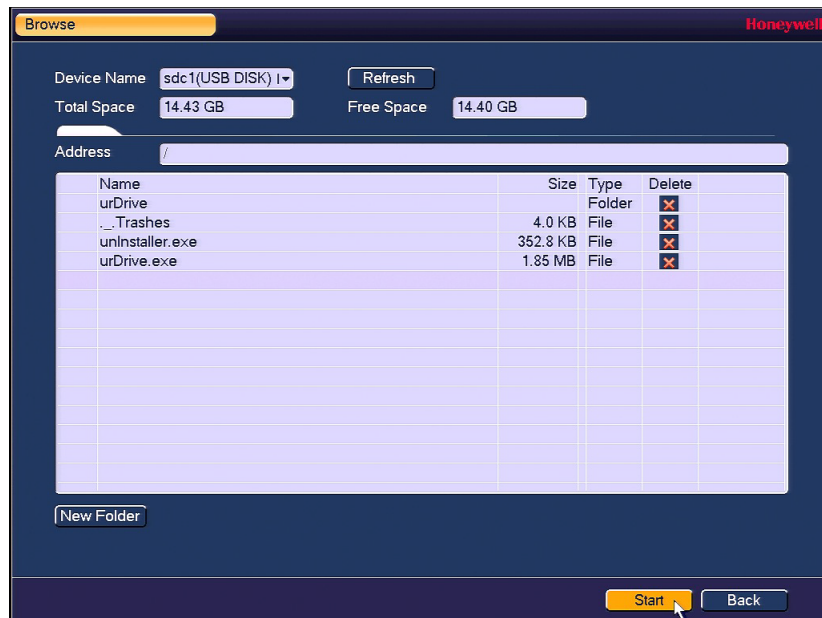 Browse
Honeywell
Device Name sdc1(USB DISK)
Refresh
Total Space 14.43 GB
Free Space 14.40 GB
Address /
Name Size Type Delete
urDrive Folder
._.Trashes 4.0 KB File
unInstaller.exe 352.8 KB File
urDrive.exe 1.85 MB File
New Folder
Start
Back